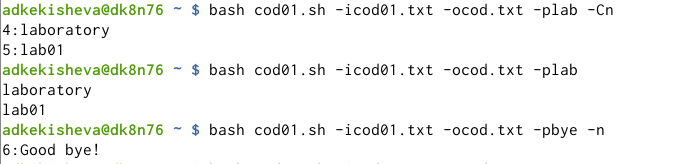 adkekisheva@dk8n76 ~ $ bash cod01.sh -icod01.txt -ocod.txt -plab -Cn
4:laboratory
5:lab01
adkekisheva@dk8n76 ~ $ bash cod01.sh -icod01.txt -ocod.txt -plab
laboratory
lab01
adkekisheva@dk8n76 ~ $ bash cod01.sh -icod01.txt -ocod.txt -pbye -n
6:Good bye!